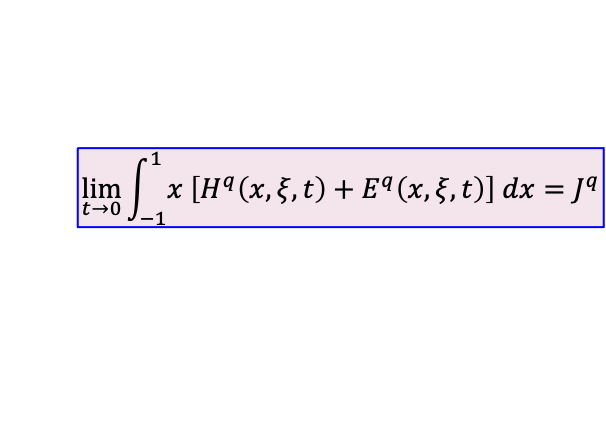 lim_{t→0} ∫_{-1}^{1} x [H^q(x, ξ, t) + E^q(x, ξ, t)] dx = J^q